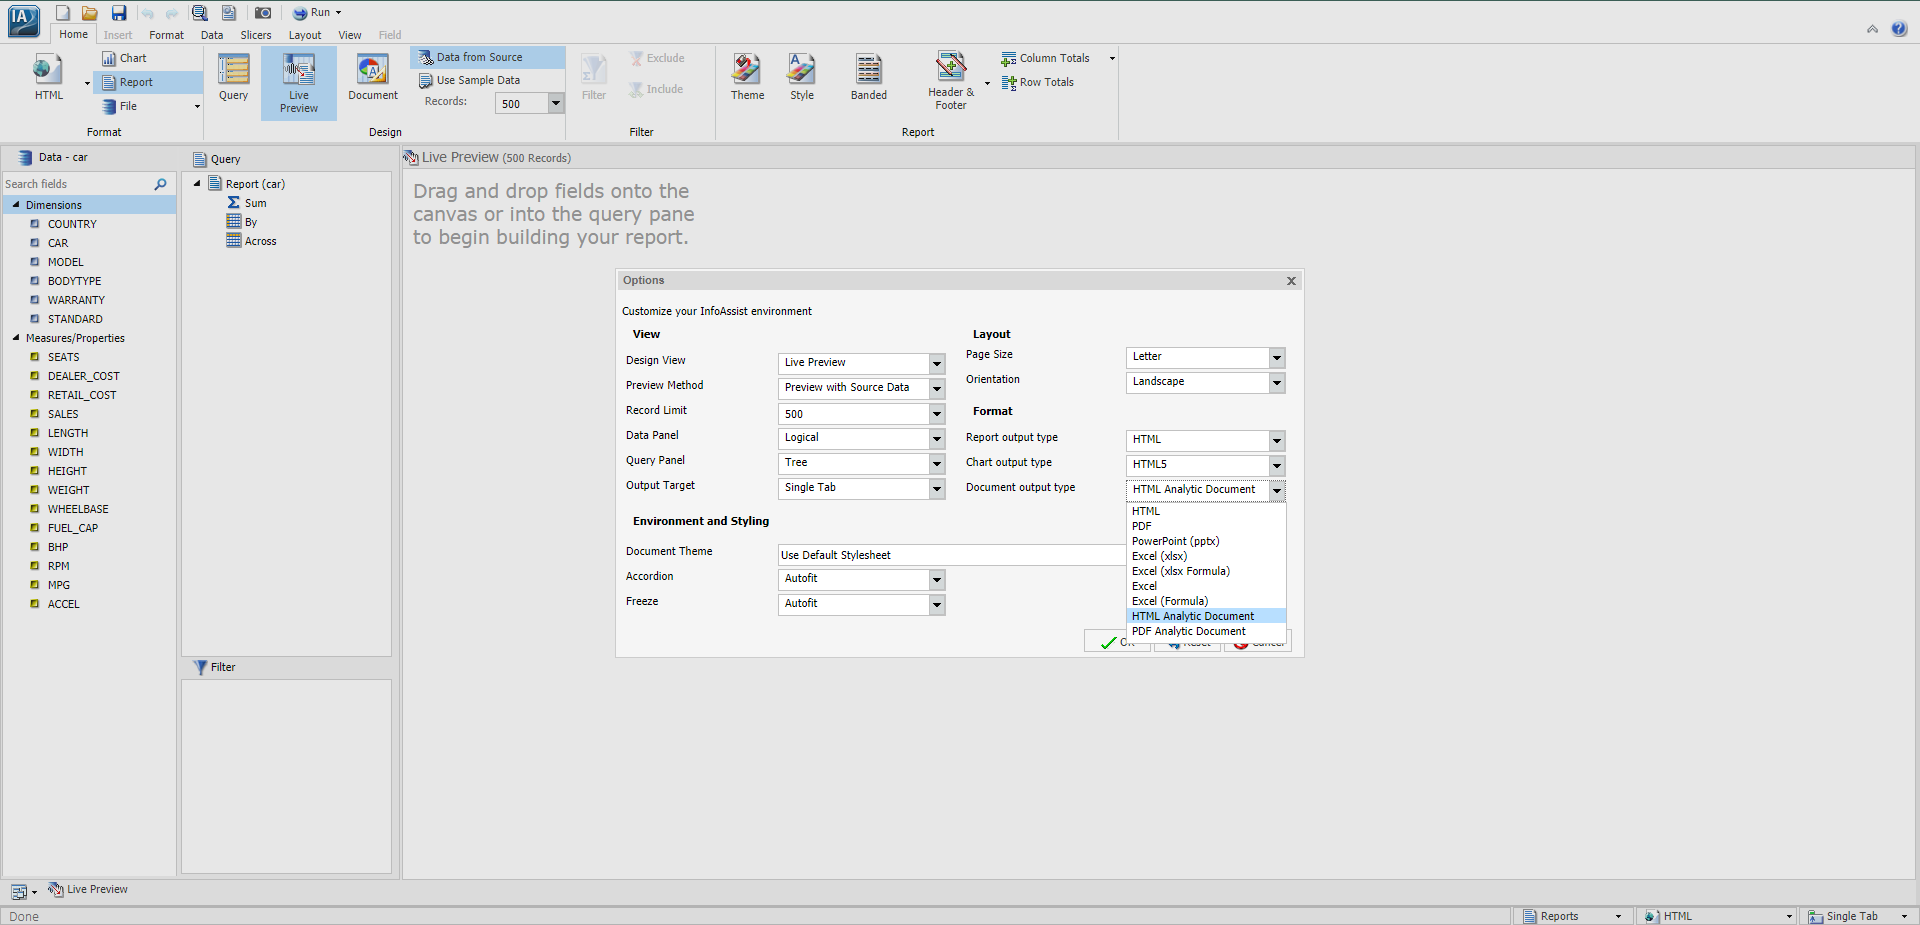 IA
Run
Home
Insert
Format
Data
Slicers
Layout
View
Field
HTML
Chart
Report
File
Format
Query
Live
Preview
Document
Data from Source
Use Sample Data
Records:
500
Design
Filter
Exclude
Include
Filter
Theme
Style
Banded
Header &
Footer
Column Totals
Row Totals
Report
Data - car
Search fields
Dimensions
COUNTRY
CAR
MODEL
BODYTYPE
WARRANTY
STANDARD
Measures/Properties
SEATS
DEALER_COST
RETAIL_COST
SALES
LENGTH
WIDTH
HEIGHT
WEIGHT
WHEELBASE
FUEL_CAP
BHP
RPM
MPG
ACCEL
Query
Report (car)
Sum
By
Across
Filter
Live Preview (500 Records)
Drag and drop fields onto the
canvas or into the query pane
to begin building your report.
Options
x
Customize your InfoAssist environment
View
Design View
Live Preview
Preview Method
Preview with Source Data
Record Limit
500
Data Panel
Logical
Query Panel
Tree
Output Target
Single Tab
Environment and Styling
Document Theme
Use Default Stylesheet
Accordion
Autofit
Freeze
Autofit
Layout
Page Size
Letter
Orientation
Landscape
Format
Report output type
HTML
Chart output type
HTML5
Document output type
HTML Analytic Document
HTML
PDF
PowerPoint (pptx)
Excel (xlsx)
Excel (xlsx Formula)
Excel
Excel (Formula)
HTML Analytic Document
PDF Analytic Document
OK
Reset
Cancel
Live Preview
Done
Reports
HTML
Single Tab